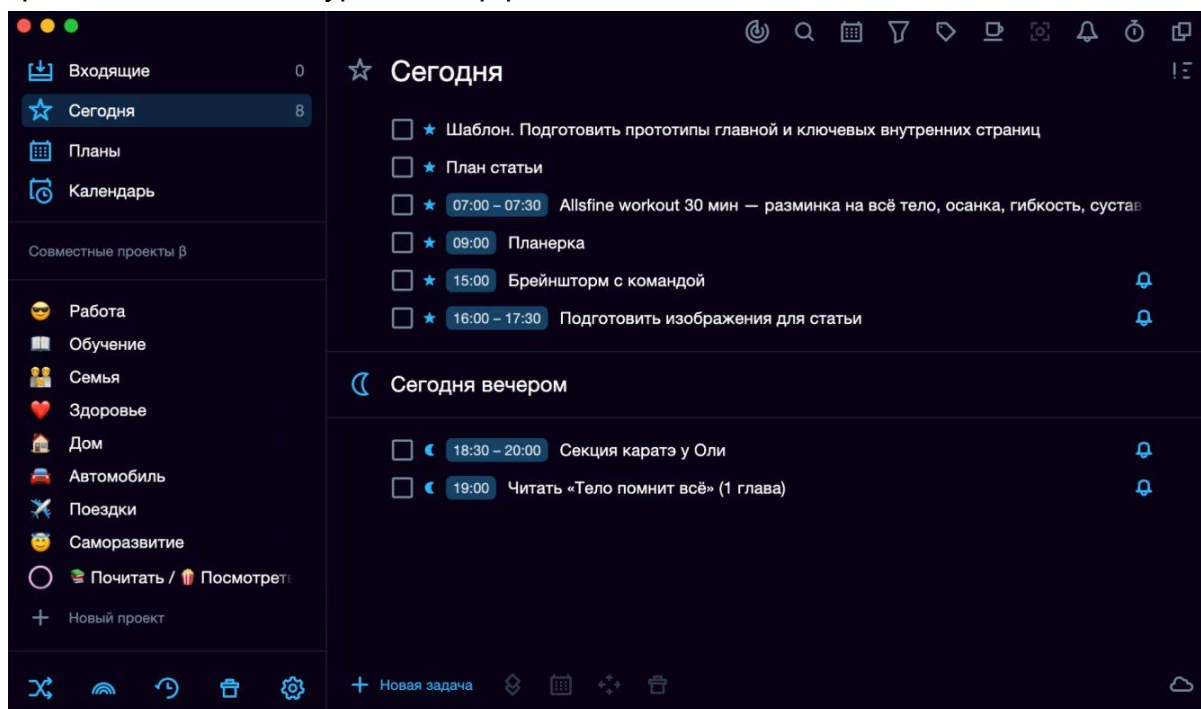 Входящие 0
Сегодня 8
Планы
Календарь
Совместные проекты β
Работа
Обучение
Семья
Здоровье
Дом
Автомобиль
Поездки
Саморазвитие
Почитать / Посмотреть
Новый проект
Сегодня
Шаблон. Подготовить прототипы главной и ключевых внутренних страниц
План статьи
07:00 – 07:30 Allsfine workout 30 мин — разминка на всё тело, осанка, гибкость, сустав
09:00 Планерка
15:00 Брейншторм с командой
16:00 – 17:30 Подготовить изображения для статьи
Сегодня вечером
18:30 – 20:00 Секция каратэ у Оли
19:00 Читать «Тело помнит всё» (1 глава)
Новая задача